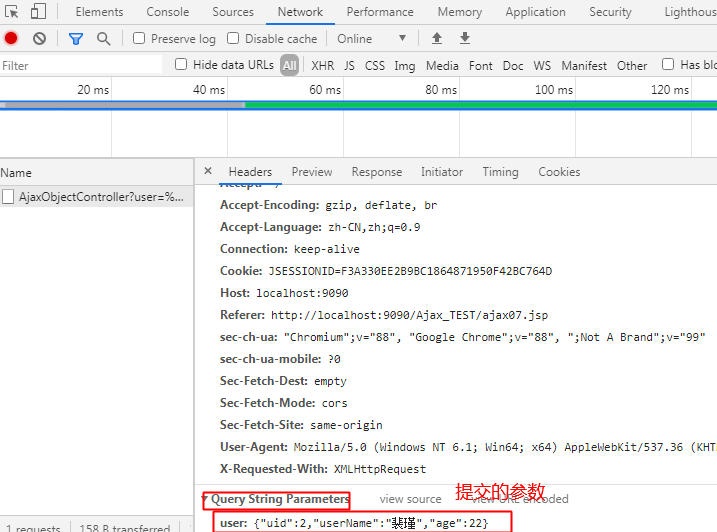 Elements Console Sources Network Performance Memory Application Security Lighthous
Preserve log Disable cache Online
Filter Hide data URLs All XHR JS CSS Img Media Font Doc WS Manifest Other Has blo
20 ms 40 ms 60 ms 80 ms 100 ms 120 ms
Name × Headers Preview Response Initiator Timing Cookies
AjaxObjectController?user=%...
Accept-Encoding: gzip, deflate, br
Accept-Language: zh-CN,zh;q=0.9
Connection: keep-alive
Cookie: JSESSIONID=F3A330EE2B9BC1864871950F42BC764D
Host: localhost:9090
Referer: http://localhost:9090/Ajax_TEST/ajax07.jsp
sec-ch-ua: "Chromium";v="88", "Google Chrome";v="88", ";Not A Brand";v="99"
sec-ch-ua-mobile: ?0
Sec-Fetch-Dest: empty
Sec-Fetch-Mode: cors
Sec-Fetch-Site: same-origin
User-Agent: Mozilla/5.0 (Windows NT 6.1; Win64; x64) AppleWebKit/537.36 (KHT
X-Requested-With: XMLHttpRequest
提交的参数
Query String Parameters view source view URL encoded
user: {"uid":2,"userName":"裴瑾","age":22}
1 requests 158 B transferred